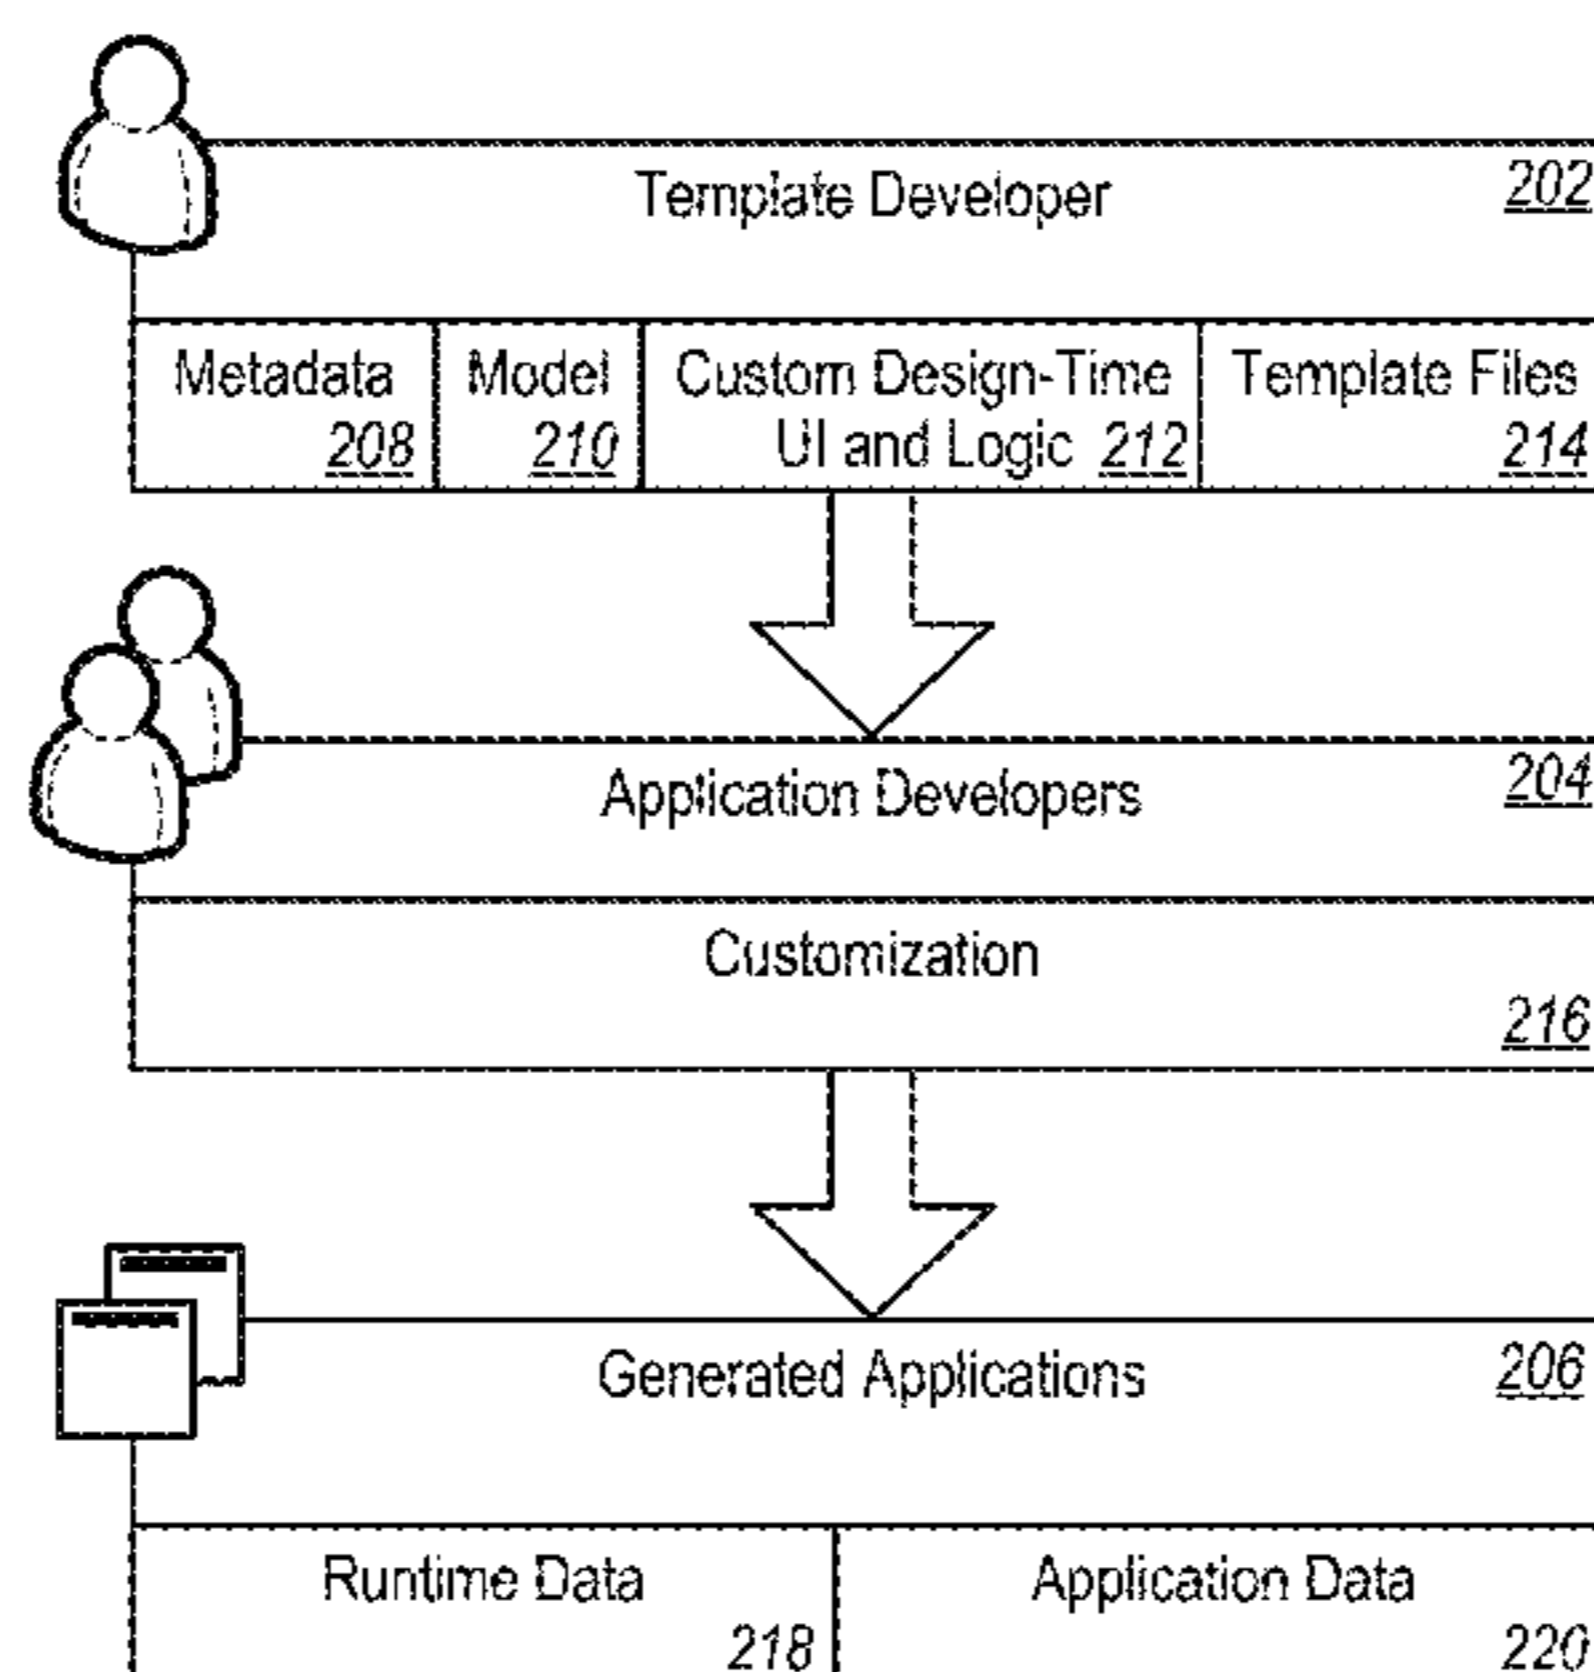 Template Developer 202
Metadata Model Custom Design-Time Template Files
208 210 UI and Logic 212 214
Application Developers 204
Customization
216
Generated Applications 206
Runtime Data Application Data
218 220